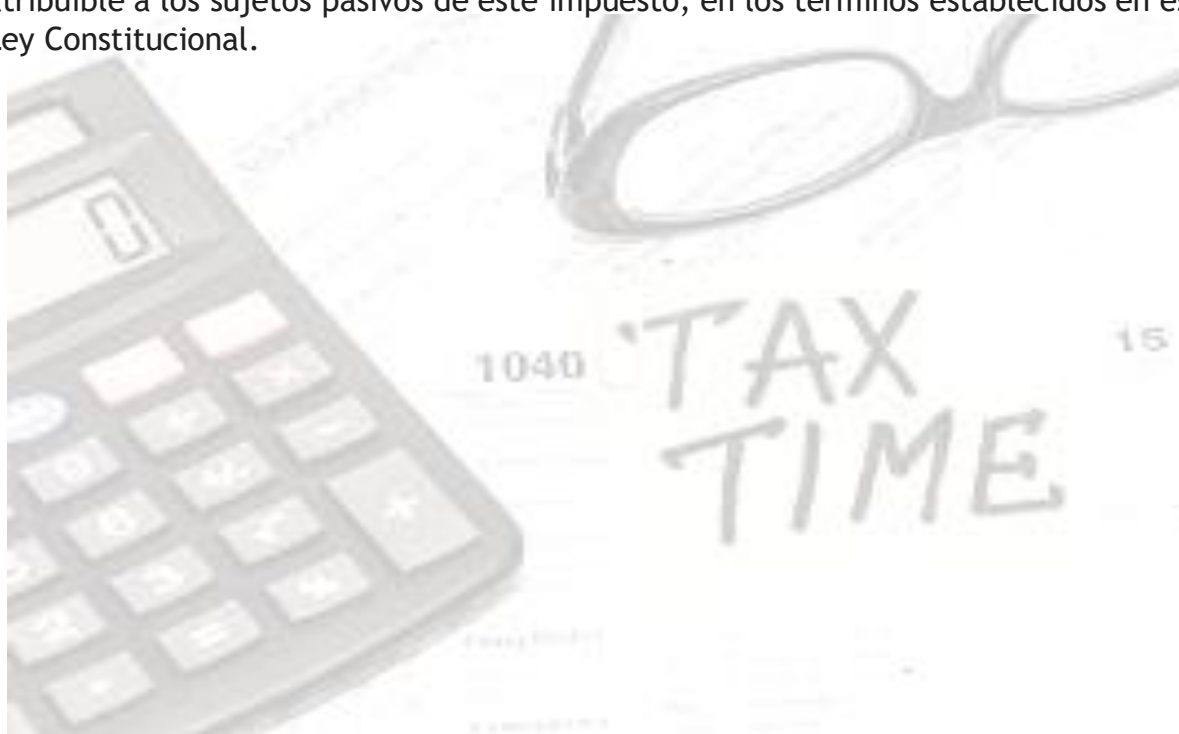 tribuible a los sujetos pasivos de este impuesto, en los términos establecidos en es
ey Constitucional.
1040
TAX
15
TIME